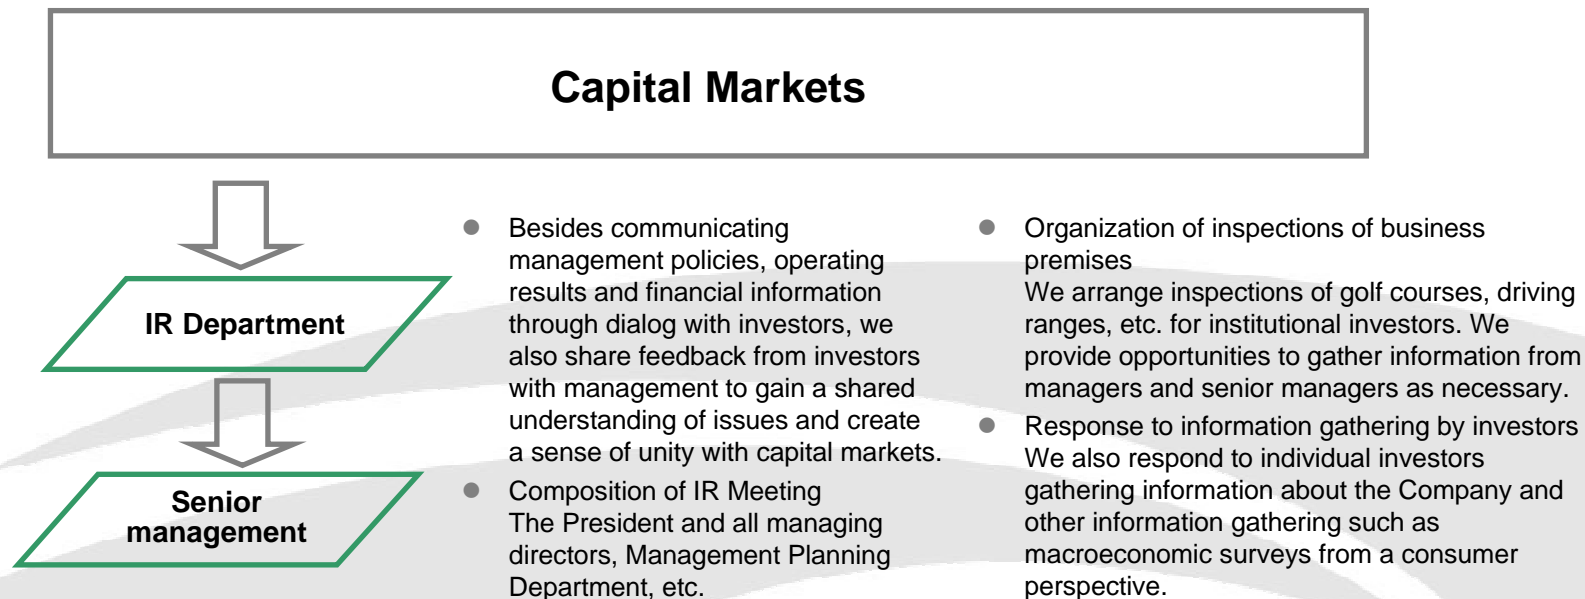 Capital Markets
IR Department
Senior
management
● Besides communicating
management policies, operating
results and financial information
through dialog with investors, we
also share feedback from investors
with management to gain a shared
understanding of issues and create
a sense of unity with capital markets.
● Composition of IR Meeting
The President and all managing
directors, Management Planning
Department, etc.
● Organization of inspections of business
premises
We arrange inspections of golf courses, driving
ranges, etc. for institutional investors. We
provide opportunities to gather information from
managers and senior managers as necessary.
● Response to information gathering by investors
We also respond to individual investors
gathering information about the Company and
other information gathering such as
macroeconomic surveys from a consumer
perspective.